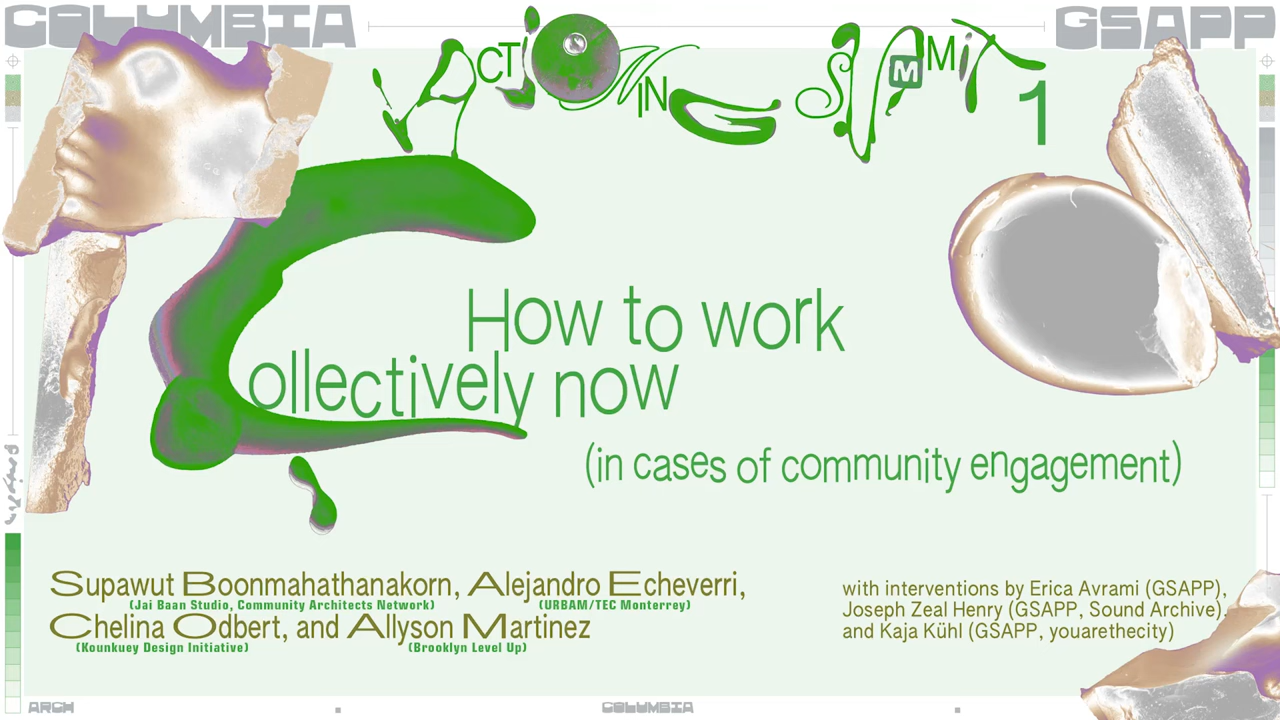 COLUMBIA
GSAPP
ACTIONING SUMMIT 1
How to work
Collectively now
(in cases of community engagement)
Supawut Boonmahathanakorn, Alejandro Echeverri,
(Jai Baan Studio, Community Architects Network) (URBAM/TEC Monterrey)
Chelina Odbert, and Allyson Martinez
(Kounkuey Design Initiative) (Brooklyn Level Up)
with interventions by Erica Avrami (GSAPP),
Joseph Zeal Henry (GSAPP, Sound Archive).
and Kaja Kühl (GSAPP, youarethecity)
ARCH
COLUMBIA